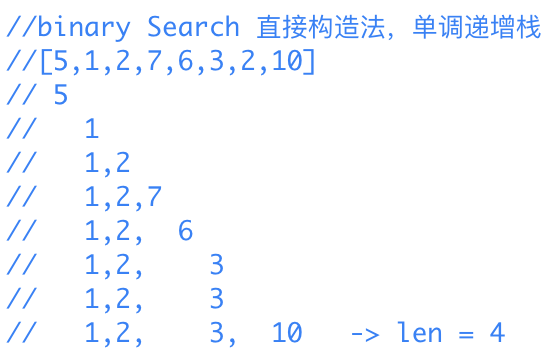 //binary Search 直接构造法，单调递增栈
//[5,1,2,7,6,3,2,10]
// 5
//   1
//   1,2
//   1,2,7
//   1,2,  6
//   1,2,    3
//   1,2,    3
//   1,2,    3,  10   -> len = 4